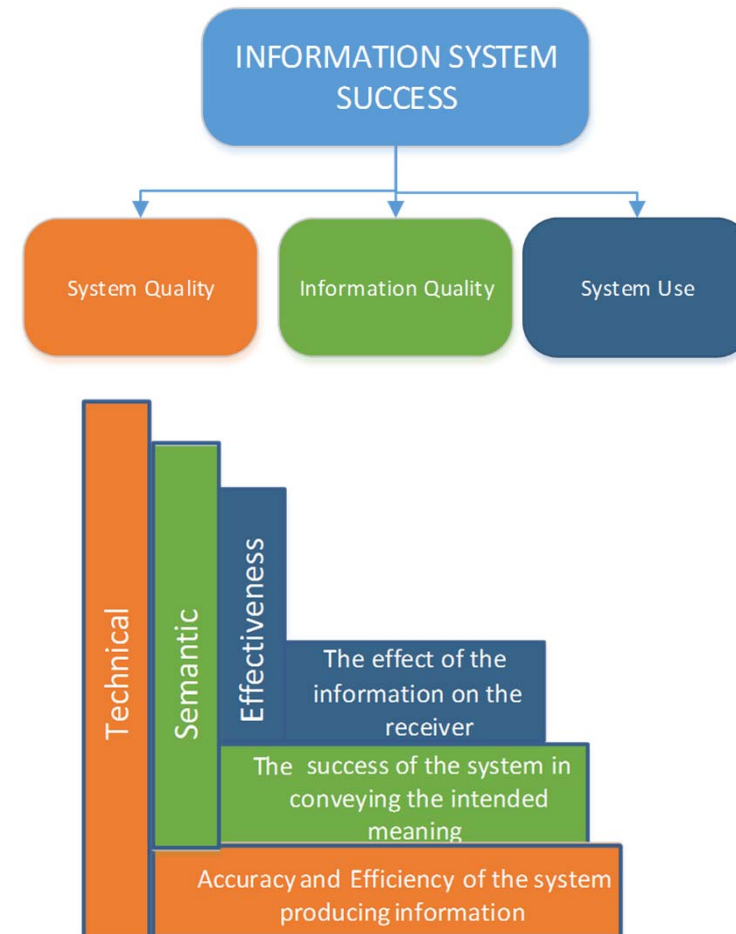 INFORMATION SYSTEM
SUCCESS
System Quality
Information Quality
System Use
Technical
Semantic
Effectiveness
The effect of the
information on the
receiver
The success of the system in
conveying the intended
meaning
Accuracy and Efficiency of the system
producing information